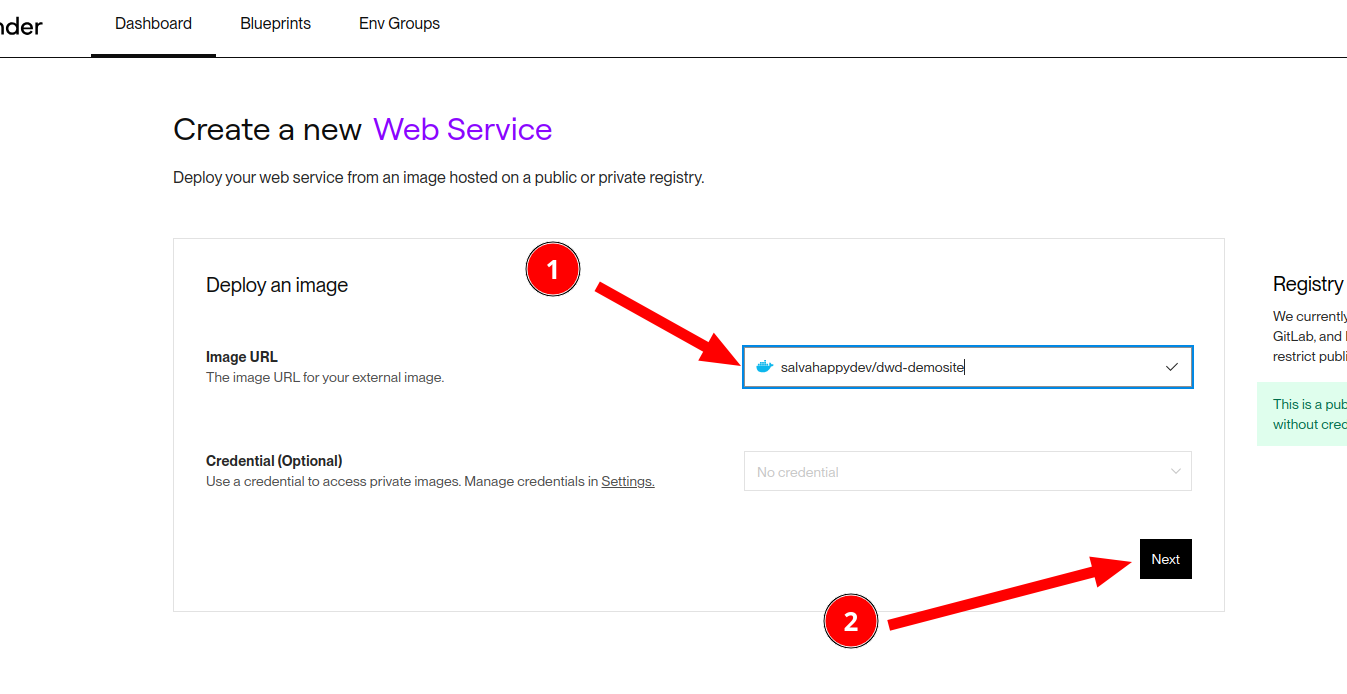 nder
Dashboard
Blueprints
Env Groups
Create a new Web Service
Deploy your web service from an image hosted on a public or private registry.
Deploy an image
1
Image URL
The image URL for your external image.
salvahappydev/dwd-demosite
Credential (Optional)
Use a credential to access private images. Manage credentials in Settings.
No credential
Next
2
Registry
We currently
GitLab, and
restrict publi
This is a pub
without cred